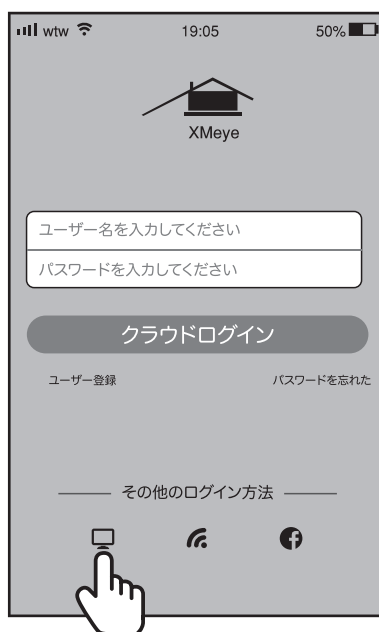 wtw 19:05 50%
XMeye
ユーザー名を入力してください
パスワードを入力してください
クラウドログイン
ユーザー登録 パスワードを忘れた
その他のログイン方法